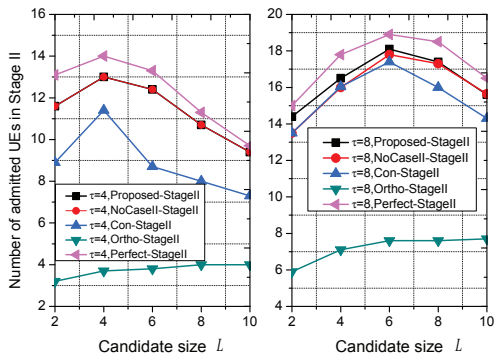 Number of admitted UEs in Stage II
16
14
12
10
8
6
4
2
τ=4,Proposed-StageII
τ=4,NoCaseII-StageII
τ=4,Con-StageII
τ=4,Ortho-StageII
τ=4,Perfect-StageII
2 4 6 8 10
Candidate size L
20
18
16
14
12
10
8
6
4
τ=8,Proposed-StageII
τ=8,NoCaseII-StageII
τ=8,Con-StageII
τ=8,Ortho-StageII
τ=8,Perfect-StageII
2 4 6 8 10
Candidate size L